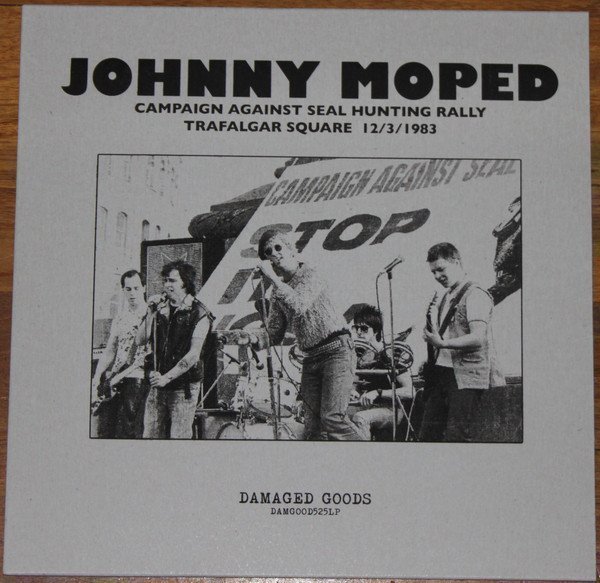 JOHNNY MOPED
CAMPAIGN AGAINST SEAL HUNTING RALLY
TRAFALGAR SQUARE 12/3/1983
CAMPAIGN AGAINST SEAL
STOP
DAMAGED GOODS
DAMGOOD525LP